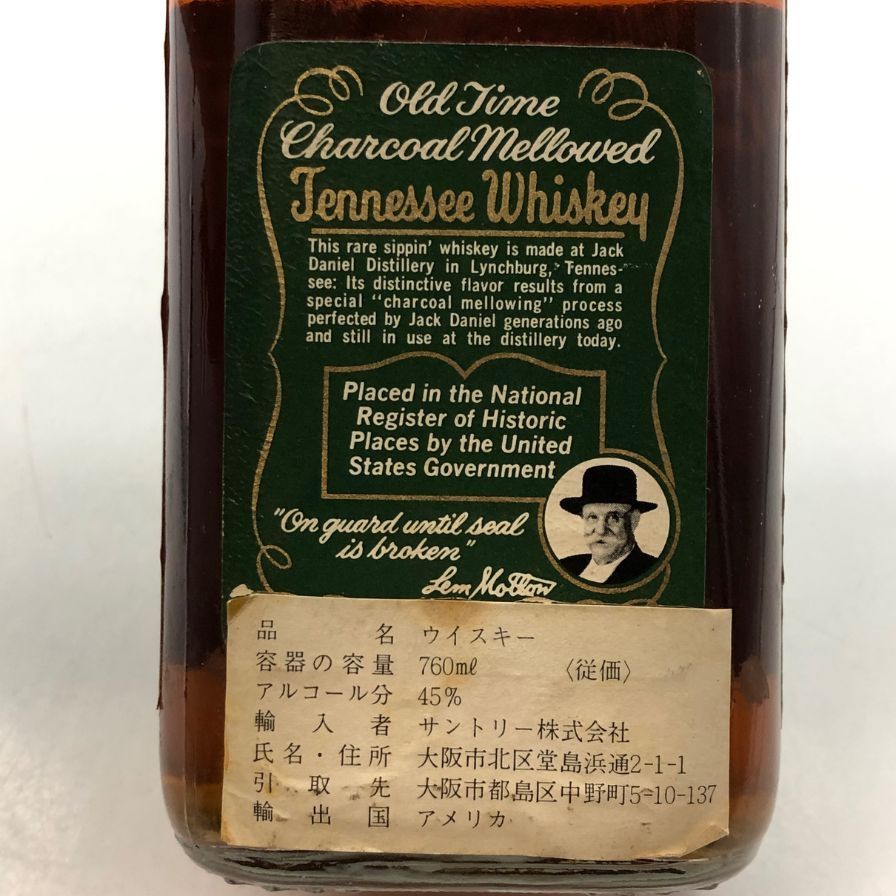 Old Time
Charcoal Mellowed
Tennessee Whiskey
This rare sippin' whiskey is made at Jack
Daniel Distillery in Lynchburg, Tennes-
see: Its distinctive flavor results from a
special "charcoal mellowing" process
perfected by Jack Daniel generations ago
and still in use at the distillery today.
Placed in the National
Register of Historic
Places by the United
States Government
"On guard until seal
is broken"
Lem Motlow
品名 ウイスキー
容器の容量 760mℓ 〈従価〉
アルコール分 45%
輸入者 サントリー株式会社
氏名・住所 大阪市北区堂島浜通2-1-1
引取先 大阪市都島区中野町5-10-137
輸出国 アメリカ